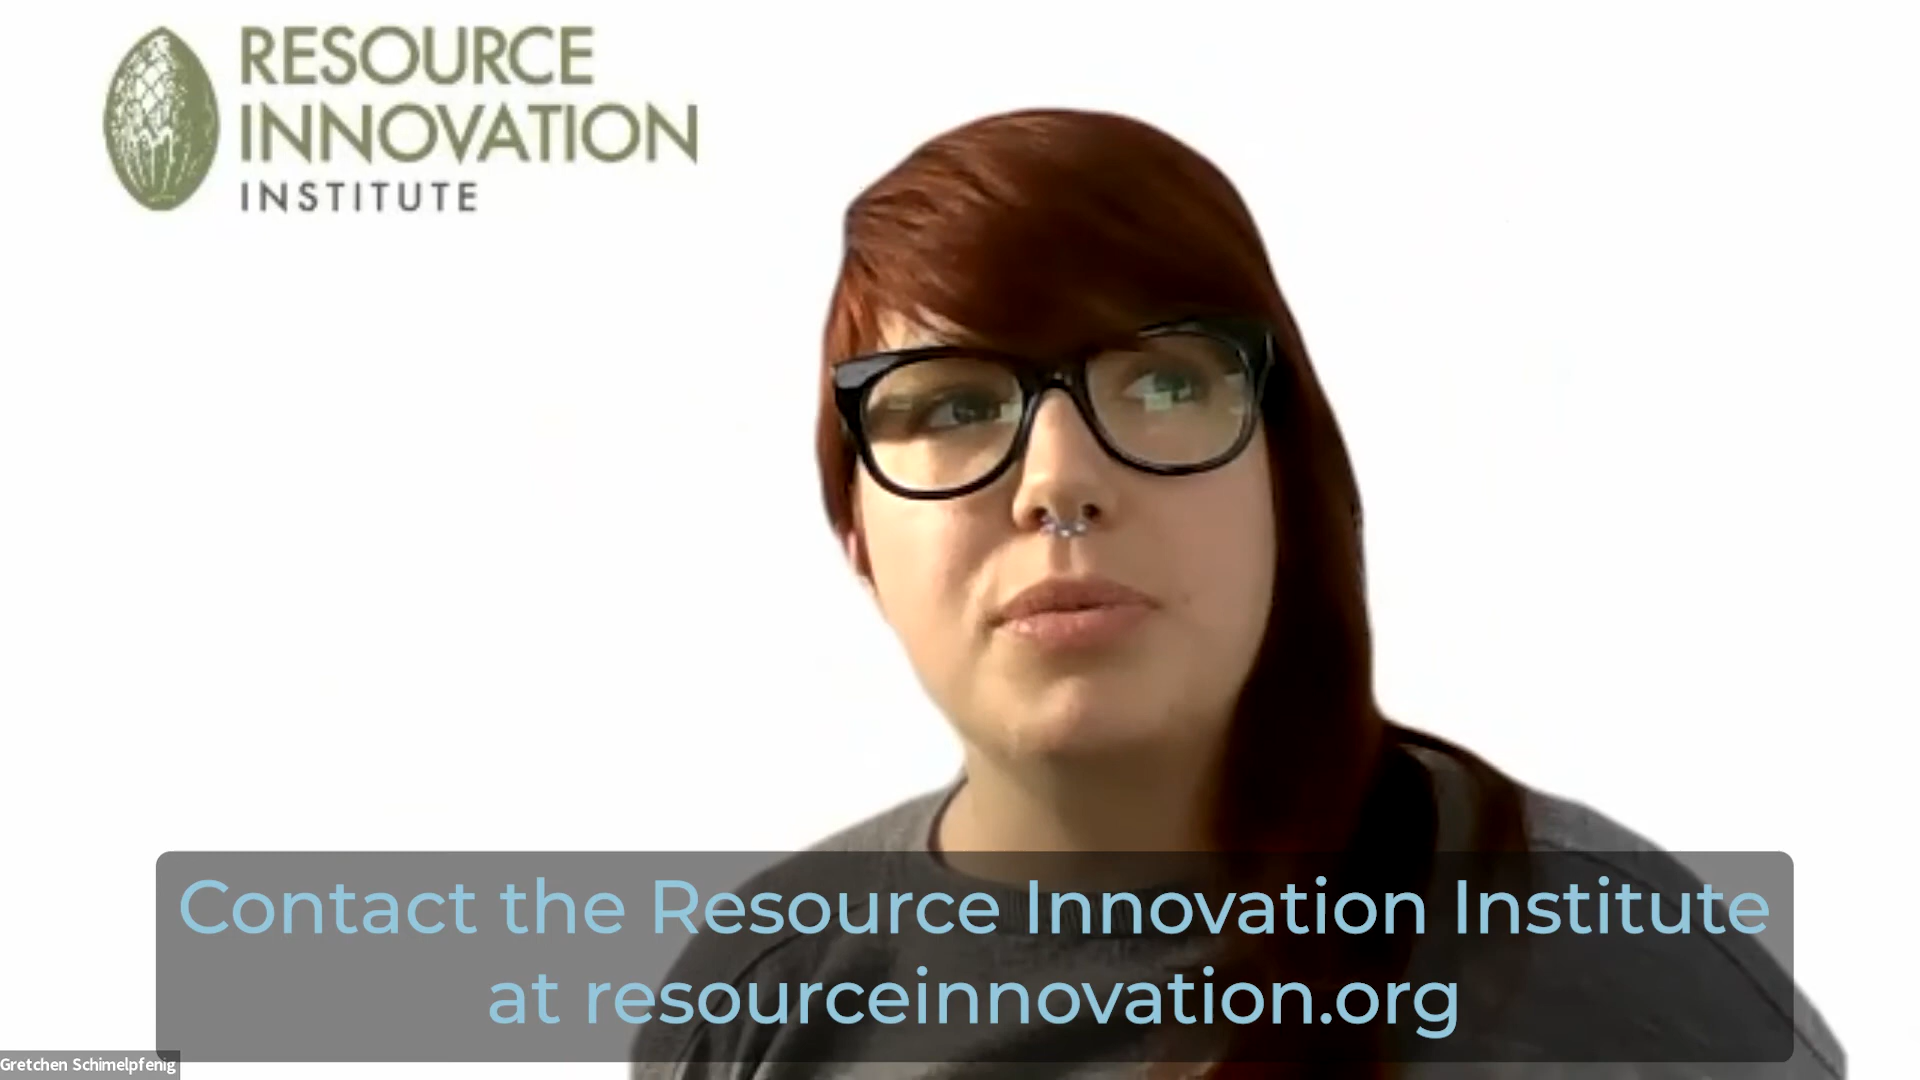 RESOURCE
INNOVATION
INSTITUTE
Contact the Resource Innovation Institute
at resourceinnovation.org
Gretchen Schimelpfenig